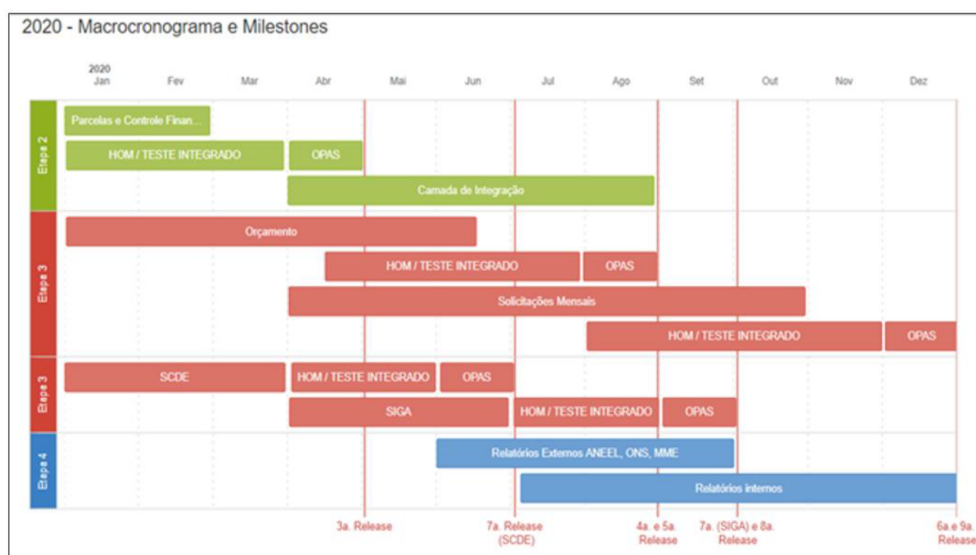 2020 - Macrocronograma e Milestones
2020
Jan Fev Mar Abr Mai Jun Jul Ago Set Out Nov Dez
Etapa 2
Parcelas e Controle Finan...
HOM / TESTE INTEGRADO OPAS
Camada de Integração
Etapa 3
Orçamento
HOM / TESTE INTEGRADO OPAS
Solicitações Mensais
HOM / TESTE INTEGRADO OPAS
Etapa 3
SCDE HOM / TESTE INTEGRADO OPAS
SIGA HOM / TESTE INTEGRADO OPAS
Etapa 4
Relatórios Externos ANEEL, ONS, MME
Relatórios internos
3a. Release 7a. Release 4a. e 5a. 7a. (SIGA) e 8a. 6a e 9a.
(SCDE) Release Release Release